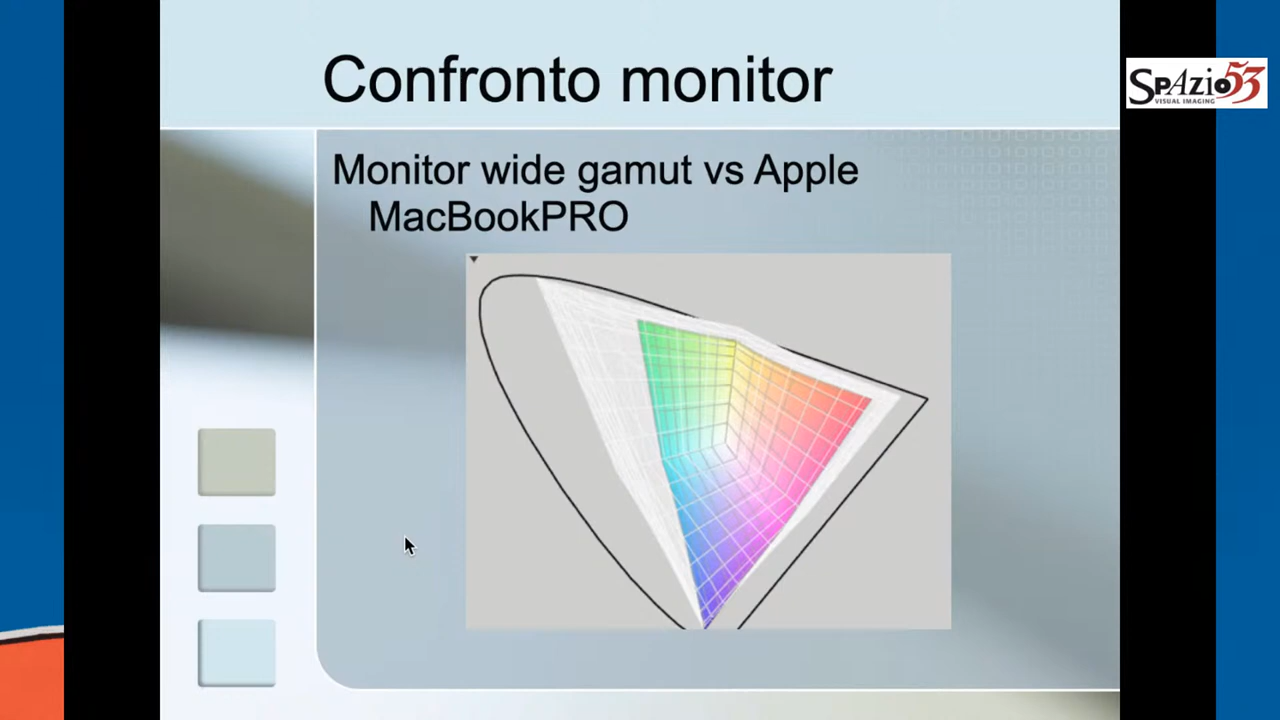 Confronto monitor
SPAZIO53
VISUAL IMAGING
Monitor wide gamut vs Apple
MacBookPRO